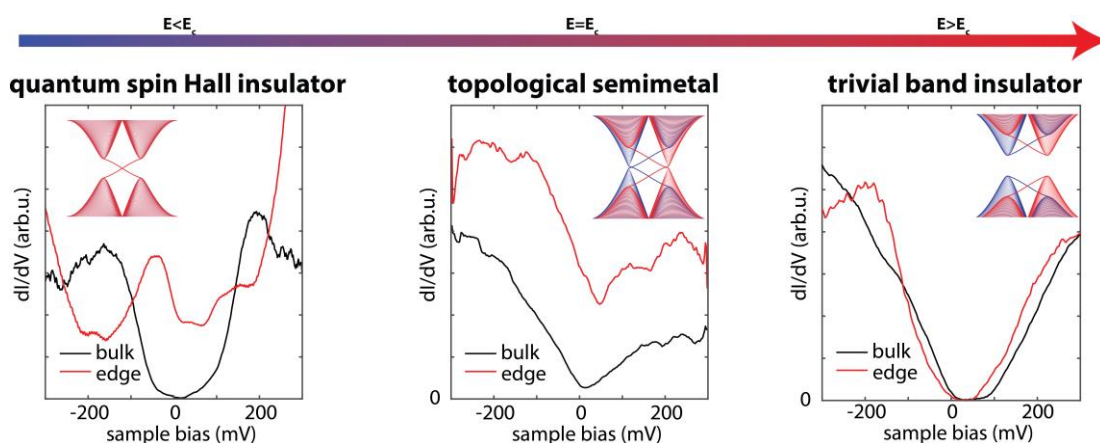 E<Ec
E=Ec
E>Ec
quantum spin Hall insulator
topological semimetal
trivial band insulator
dI/dV (arb.u.)
bulk
edge
-200
0
200
sample bias (mV)
dI/dV (arb.u.)
0
bulk
edge
-200
0
200
sample bias (mV)
dI/dV (arb.u.)
0
bulk
edge
-200
0
200
sample bias (mV)